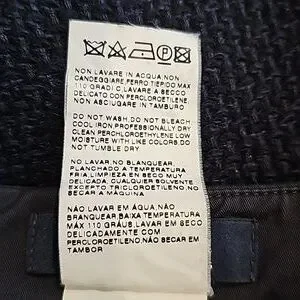 P
NON LAVARE IN ACQUA,NON
CANDEGGIARE,FERRO TIEPIDO MAX
110 GRADI C,LAVARE A SECCO
DELICATO CON PERCLOROETILENE,
NON ASCIUGARE IN TAMBURO
DO NOT WASH,DO NOT BLEACH
COOL IRON,PROFESSIONALLY DRY
CLEAN PERCHLOROETHYLENE LOW
MOISTURE WITH LIKE COLORS,DO
NOT TUMBLE DRY
NO LAVAR,NO BLANQUEAR,
PLANCHADO A TEMPERATURA
FRIA LIMPIEZA EN SECO MUY
DELICADA, CUALQUIER SOLVENTE
EXCEPTO TRICLOROETILENO,NO
SECAR A MÁQUINA
NÃO LAVAR EM ÁGUA,NÃO
BRANQUEAR,BAIXA TEMPERATURA
MÁX 110 GRÁUS,LAVAR EM SECO
DELICADAMENTE COM
PERCLOROETILENO,NÃO SECAR EM
TAMBOR